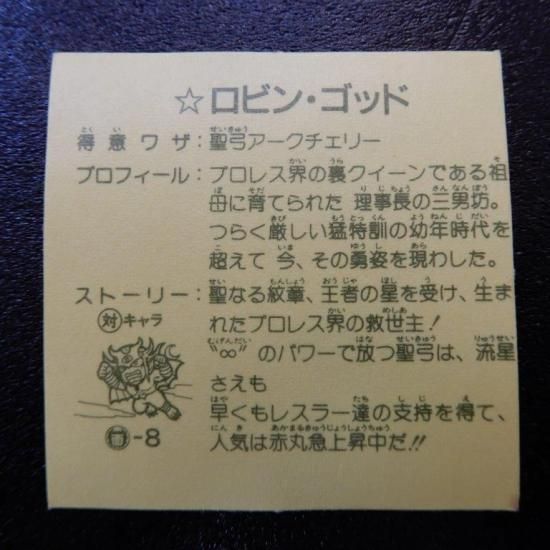 ☆ロビン・ゴッド
得意ワザ：聖弓アークチェリー
プロフィール：プロレス界の裏クイーンである祖
母に育てられた 理事長の三男坊。
つらく厳しい猛特訓の幼年時代を
超えて 今、その勇姿を現わした。
ストーリー：聖なる紋章、王者の星を受け、生ま
れたプロレス界の救世主！
"∞"のパワーで放つ聖弓は、流星
さえも
早くもレスラー達の支持を得て、
人気は赤丸急上昇中だ!!
対キャラ
-8